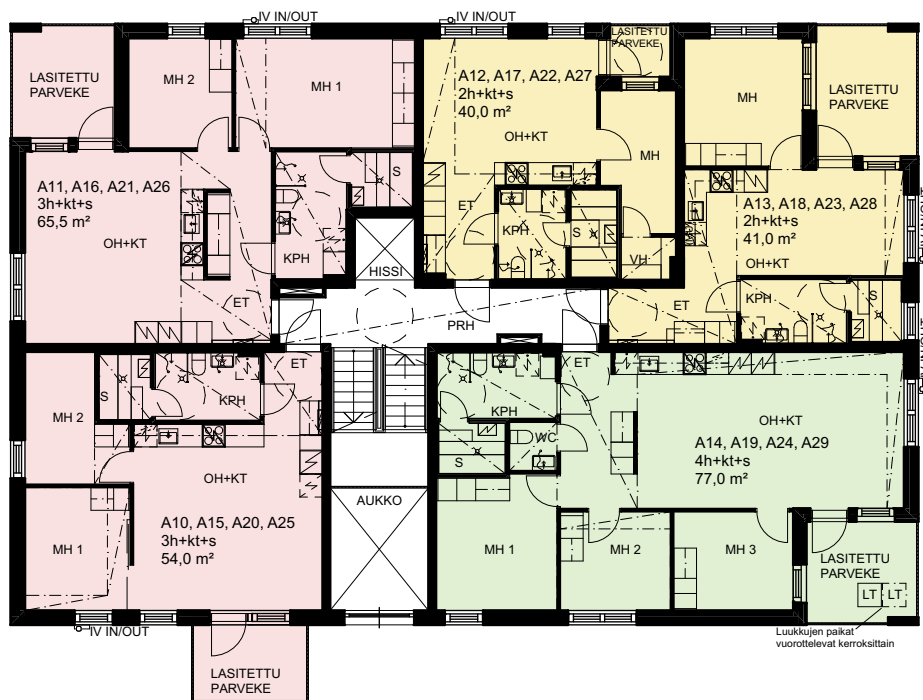 IV IN/OUT
IV IN/OUT
LASITETTU
PARVEKE
MH 2
MH 1
LASITETTU
PARVEKE
A12, A17, A22, A27
2h+kt+s
40,0 m²
OH+KT
MH
LASITETTU
PARVEKE
A11, A16, A21, A26
3h+kt+s
65,5 m²
OH+KT
S
KPH
ET
KPH
S
MH
VH
A13, A18, A23, A28
2h+kt+s
41,0 m²
OH+KT
HISSI
ET
PRH
ET
KPH
S
MH 2
S
KPH
ET
OH+KT
KPH
S
WC
ET
OH+KT
A14, A19, A24, A29
4h+kt+s
77,0 m²
AUKKO
A10, A15, A20, A25
3h+kt+s
54,0 m²
MH 1
MH 1
MH 2
MH 3
LASITETTU
PARVEKE
LT
LT
IV IN/OUT
Luukkujen paikat
vuorottelevat kerroksittain
LASITETTU
PARVEKE